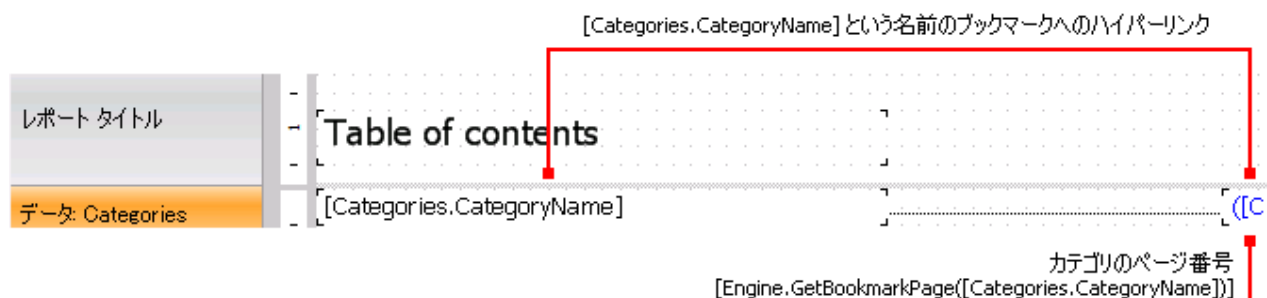 [Categories.CategoryName] という名前のブックマークへのハイパーリンク
レポート タイトル
1
Table of contents
データ: Categories
[Categories.CategoryName]
([C
カテゴリのページ番号
[Engine.GetBookmarkPage([Categories.CategoryName])]